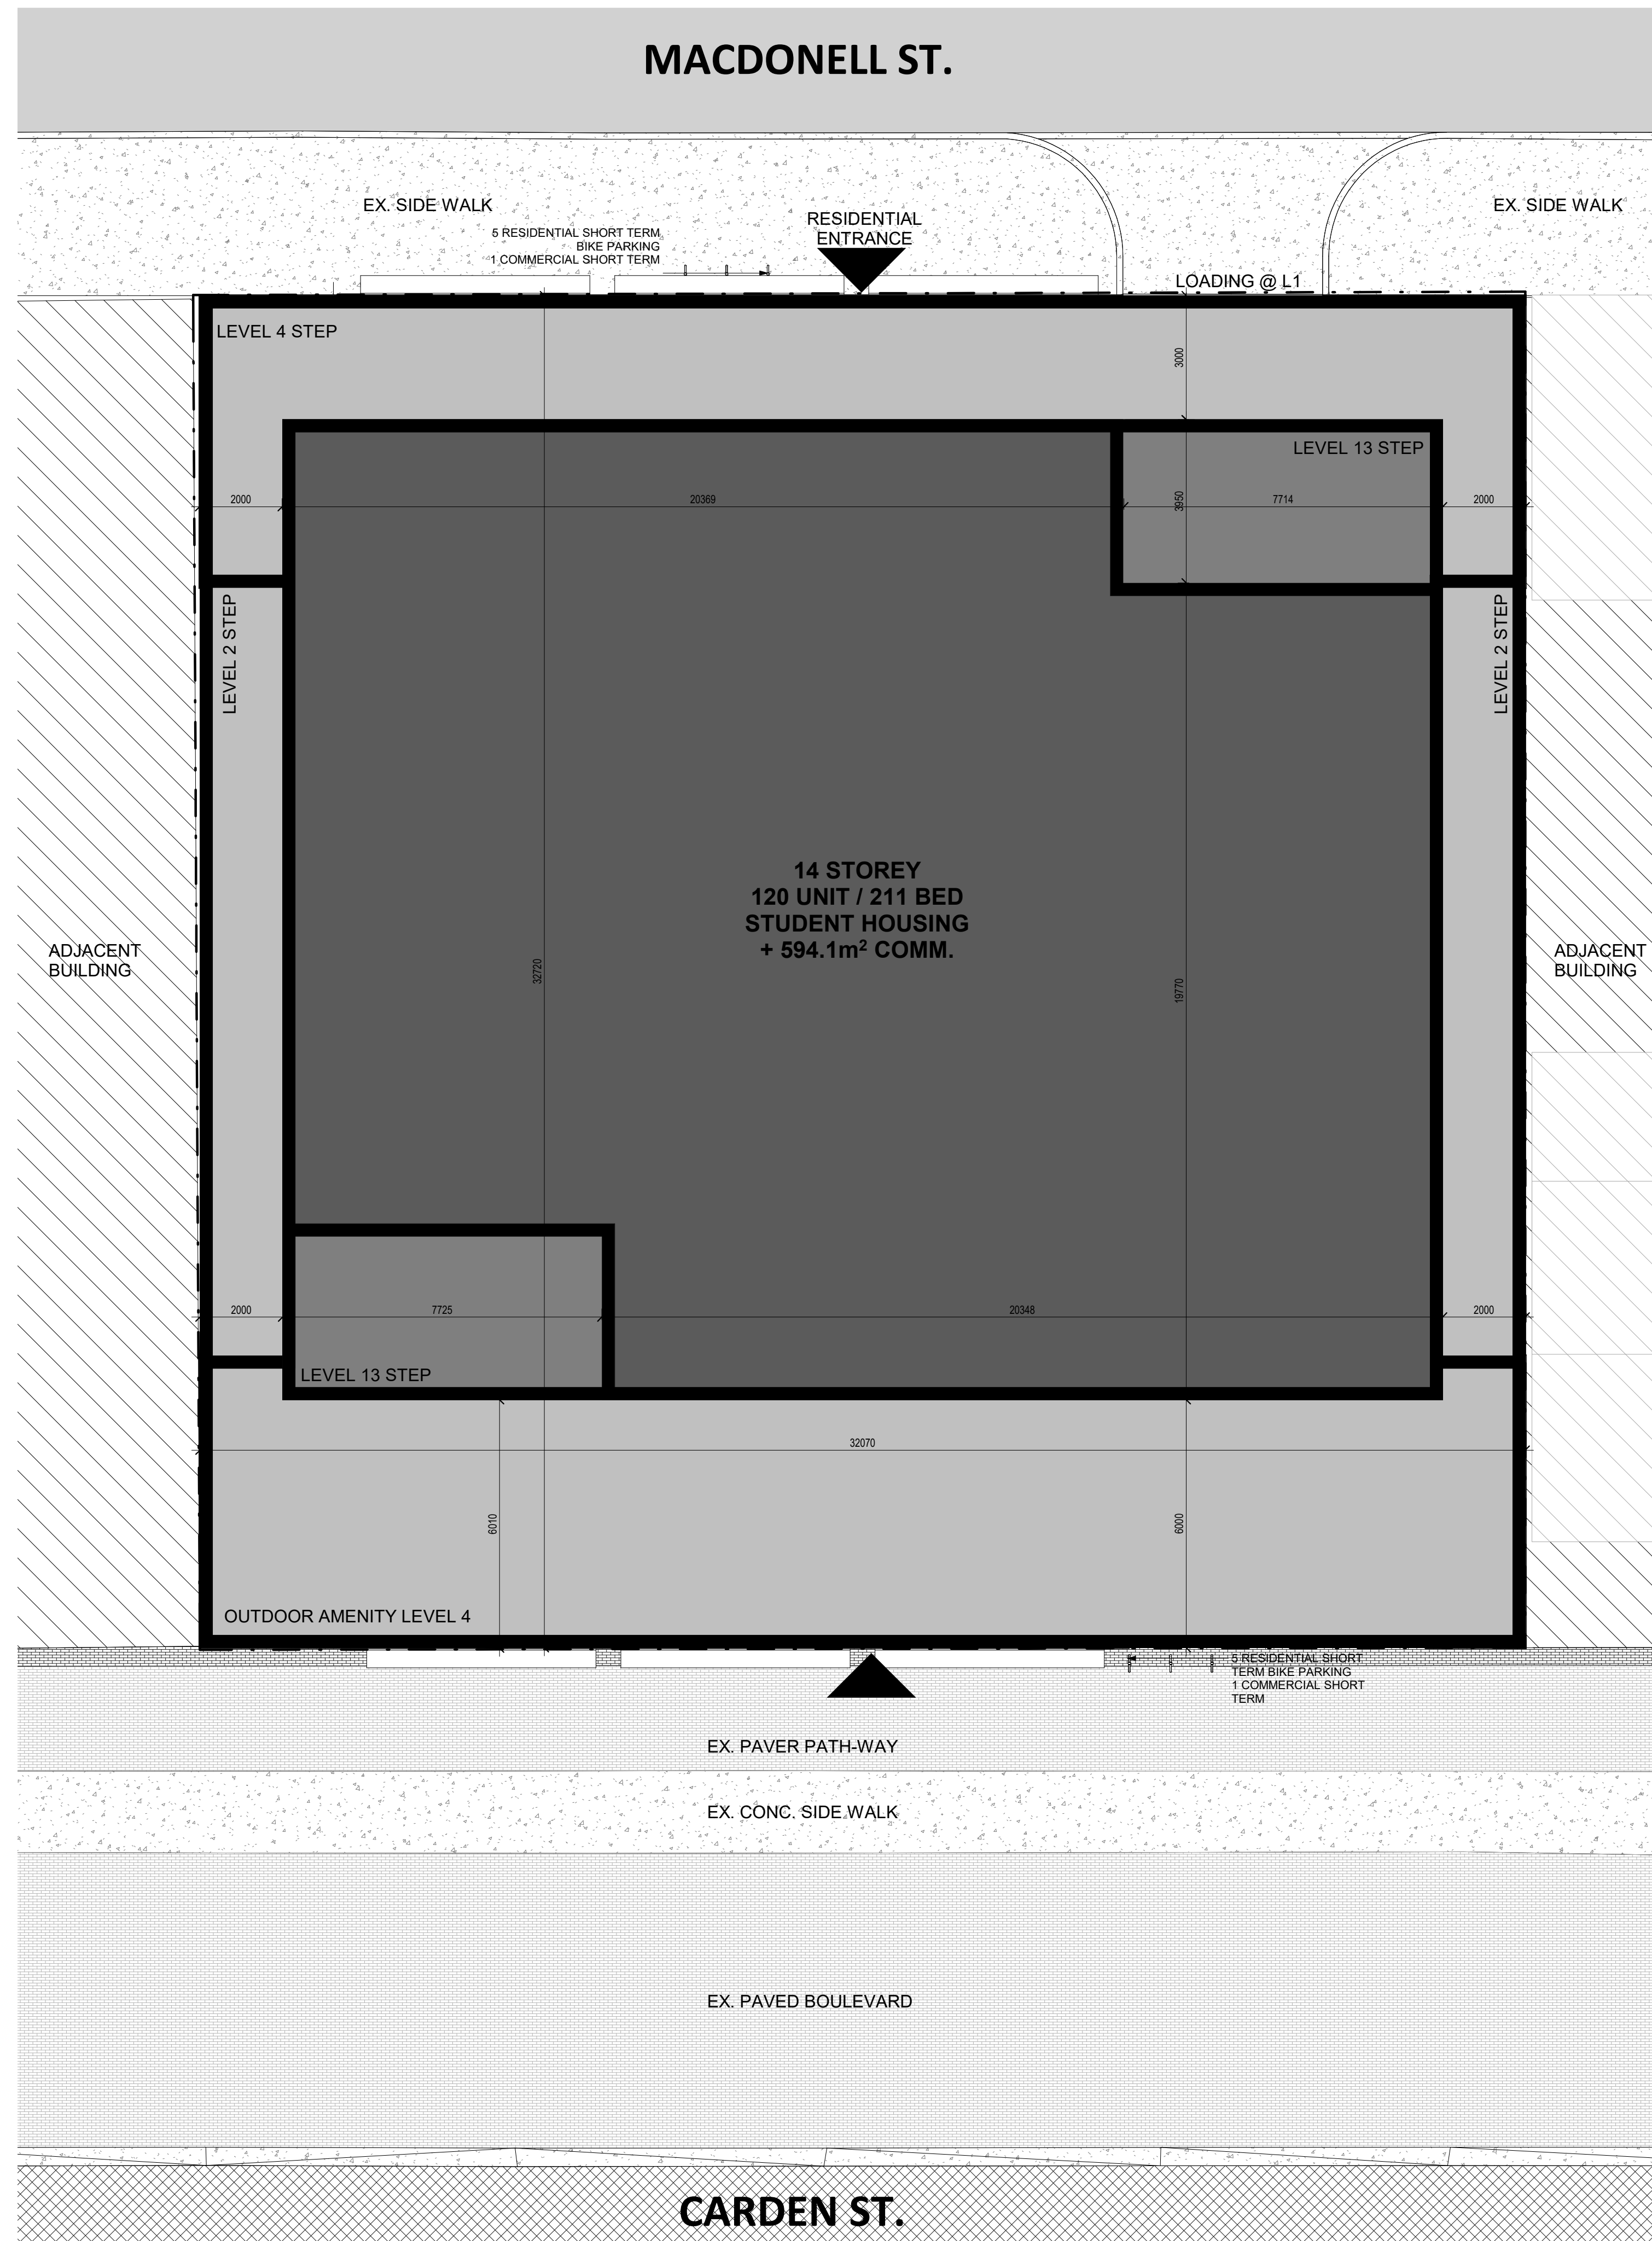 MACDONELL ST.
EX. SIDE WALK
EX. SIDE WALK
5 RESIDENTIAL SHORT TERM
BIKE PARKING
1 COMMERCIAL SHORT TERM
RESIDENTIAL
ENTRANCE
LOADING @ L1
LEVEL 4 STEP
3000
LEVEL 13 STEP
2000
20369
3950
7714
2000
LEVEL 2 STEP
LEVEL 2 STEP
14 STOREY
120 UNIT / 211 BED
STUDENT HOUSING
+ 594.1m² COMM.
ADJACENT
BUILDING
ADJACENT
BUILDING
32720
19770
2000
7725
20348
2000
LEVEL 13 STEP
32070
6010
6000
OUTDOOR AMENITY LEVEL 4
5 RESIDENTIAL SHORT
TERM BIKE PARKING
1 COMMERCIAL SHORT
TERM
EX. PAVER PATH-WAY
EX. CONC. SIDE WALK
EX. PAVED BOULEVARD
CARDEN ST.